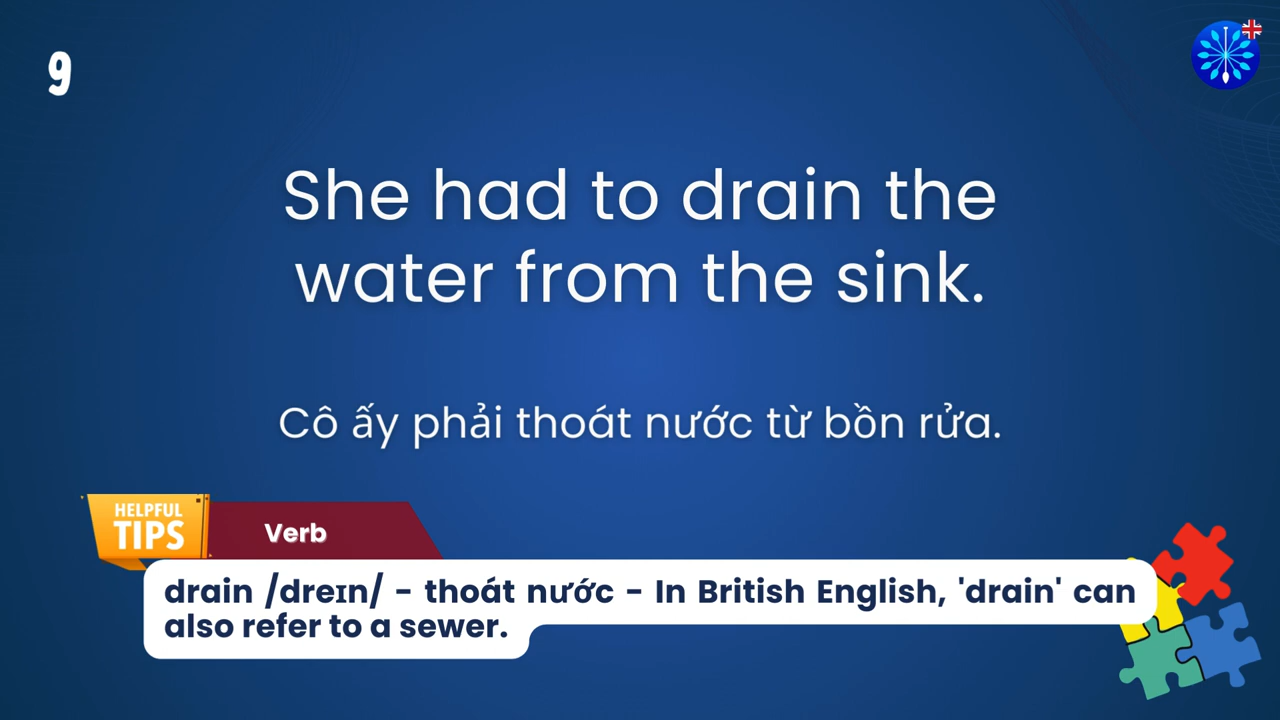 9
She had to drain the
water from the sink.
Cô ấy phải thoát nước từ bồn rửa.
HELPFUL
TIPS
Verb
drain /dreɪn/ - thoát nước - In British English, 'drain' can
also refer to a sewer.